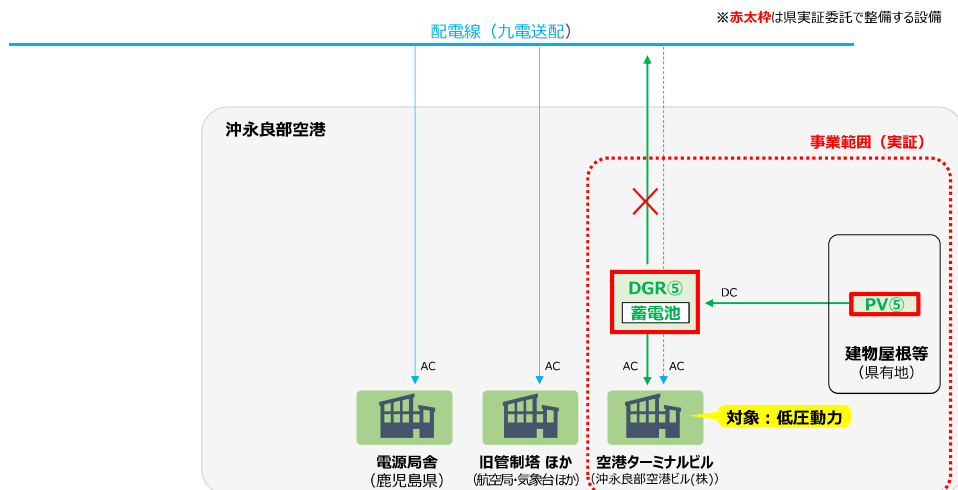 ※赤太枠は県実証委託で整備する設備
配電線（九電送配）
沖永良部空港
事業範囲（実証）
DGR⑤
蓄電池
DC
PV⑤
建物屋根等
（県有地）
AC
AC
AC
AC
対象：低圧動力
電源局舎
（鹿児島県）
旧管制塔 ほか
（航空局・気象台ほか）
空港ターミナルビル
（沖永良部空港ビル(株)）